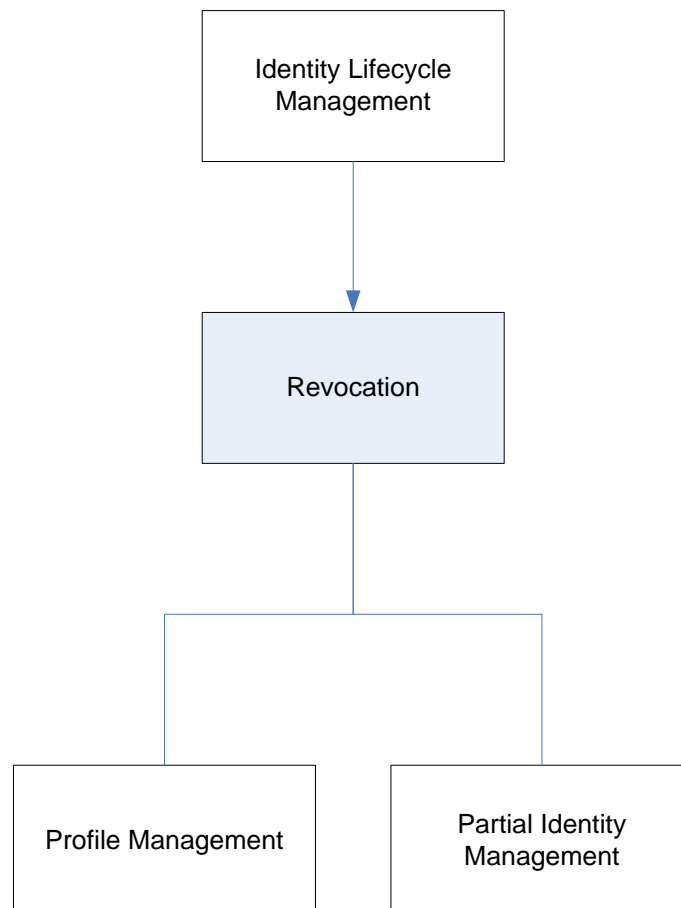 Identity Lifecycle
Management
Revocation
Profile Management
Partial Identity
Management